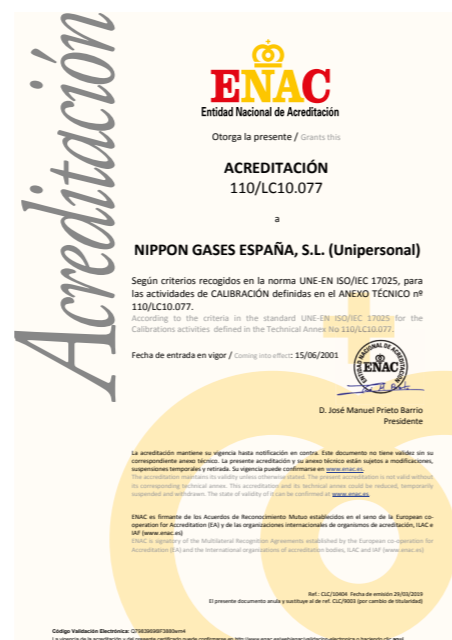 Acreditación
ENAC
Entidad Nacional de Acreditación
Otorga la presente / Grants this
ACREDITACIÓN
110/LC10.077
a
NIPPON GASES ESPAÑA, S.L. (Unipersonal)
Según criterios recogidos en la norma UNE-EN ISO/IEC 17025, para
las actividades de CALIBRACIÓN definidas en el ANEXO TÉCNICO nº
110/LC10.077.
According to the criteria in the standard UNE-EN ISO/IEC 17025 for the
Calibrations activities defined in the Technical Annex No 110/LC10.077.
Fecha de entrada en vigor / Coming into effect: 15/06/2001
ENTIDAD NACIONAL DE ACREDITACIÓN
ENAC
D. José Manuel Prieto Barrio
Presidente
La acreditación mantiene su vigencia hasta notificación en contra. Este documento no tiene validez sin su
correspondiente anexo técnico. La presente acreditación y su anexo técnico están sujetos a modificaciones,
suspensiones temporales y retirada. Su vigencia puede confirmarse en www.enac.es.
The accreditation maintains its validity unless otherwise stated. The present accreditation is not valid without
its corresponding technical annex. This accreditation and its technical annex could be reduced, temporarily
suspended and withdrawn. The state of validity of it can be confirmed at www.enac.es.
ENAC es firmante de los Acuerdos de Reconocimiento Mutuo establecidos en el seno de la European co-
operation for Accreditation (EA) y de las organizaciones internacionales de organismos de acreditación, ILAC e
IAF (www.enac.es)
ENAC is signatory of the Multilateral Recognition Agreements established by the European co-operation for
Accreditation (EA) and the International organizations of accreditation bodies, ILAC and IAF (www.enac.es)
Ref.: CLC/10404 Fecha de emisión 29/03/2019
El presente documento anula y sustituye al de ref. CLC/9003 (por cambio de titularidad)
Código Validación Electrónica:
La vigencia de la acreditación y del presente certificado puede confirmarse en